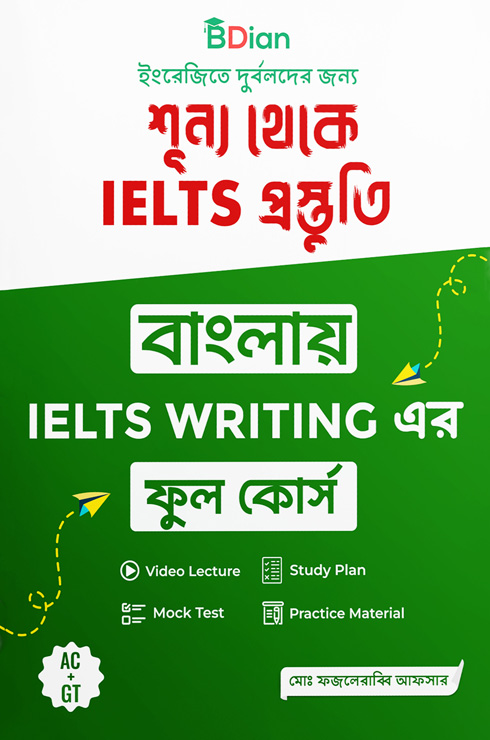 BDian
ইংরেজিতে দুর্বলদের জন্য
শূন্য থেকে
IELTS প্রস্তুতি
বাংলায়
IELTS WRITING এর
ফুল কোর্স
Video Lecture
Study Plan
Mock Test
Practice Material
AC
+
GT
মোঃ ফজলেরাব্বি আফসার